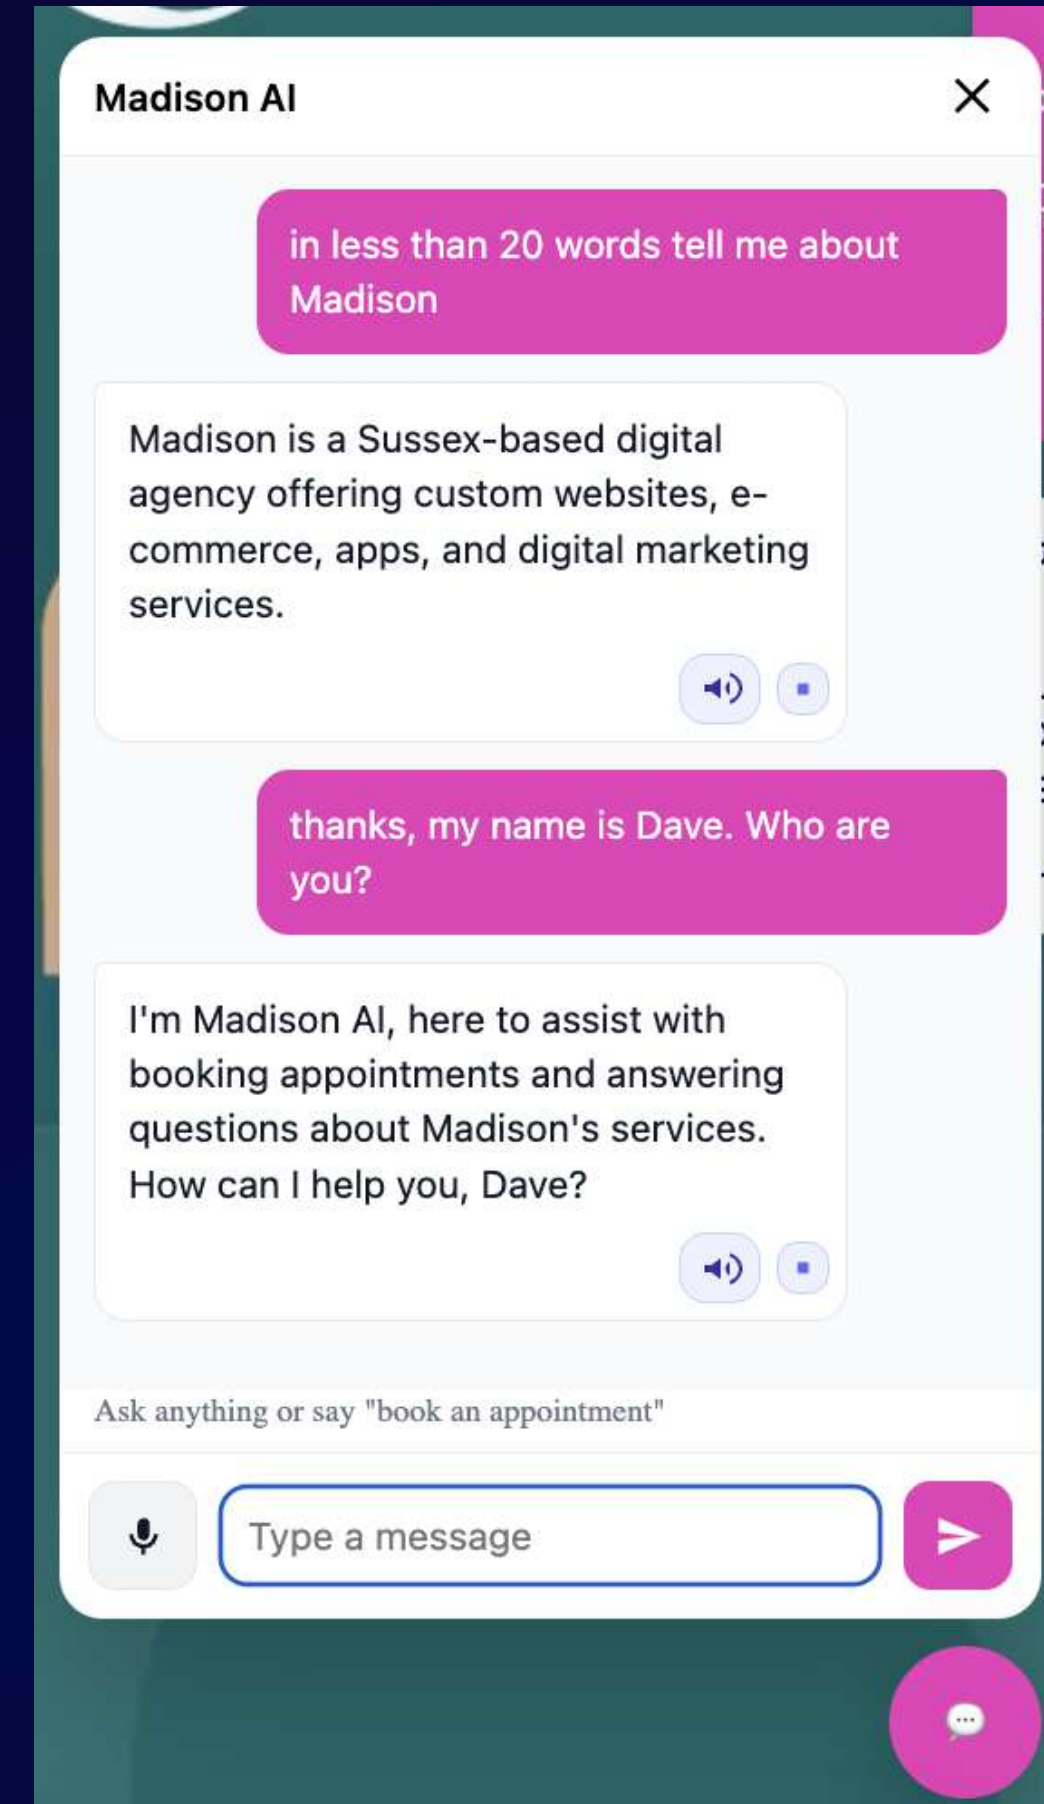 Madison AI
in less than 20 words tell me about
Madison
Madison is a Sussex-based digital
agency offering custom websites, e-
commerce, apps, and digital marketing
services.
thanks, my name is Dave. Who are
you?
I'm Madison AI, here to assist with
booking appointments and answering
questions about Madison's services.
How can I help you, Dave?
Ask anything or say "book an appointment"
Type a message